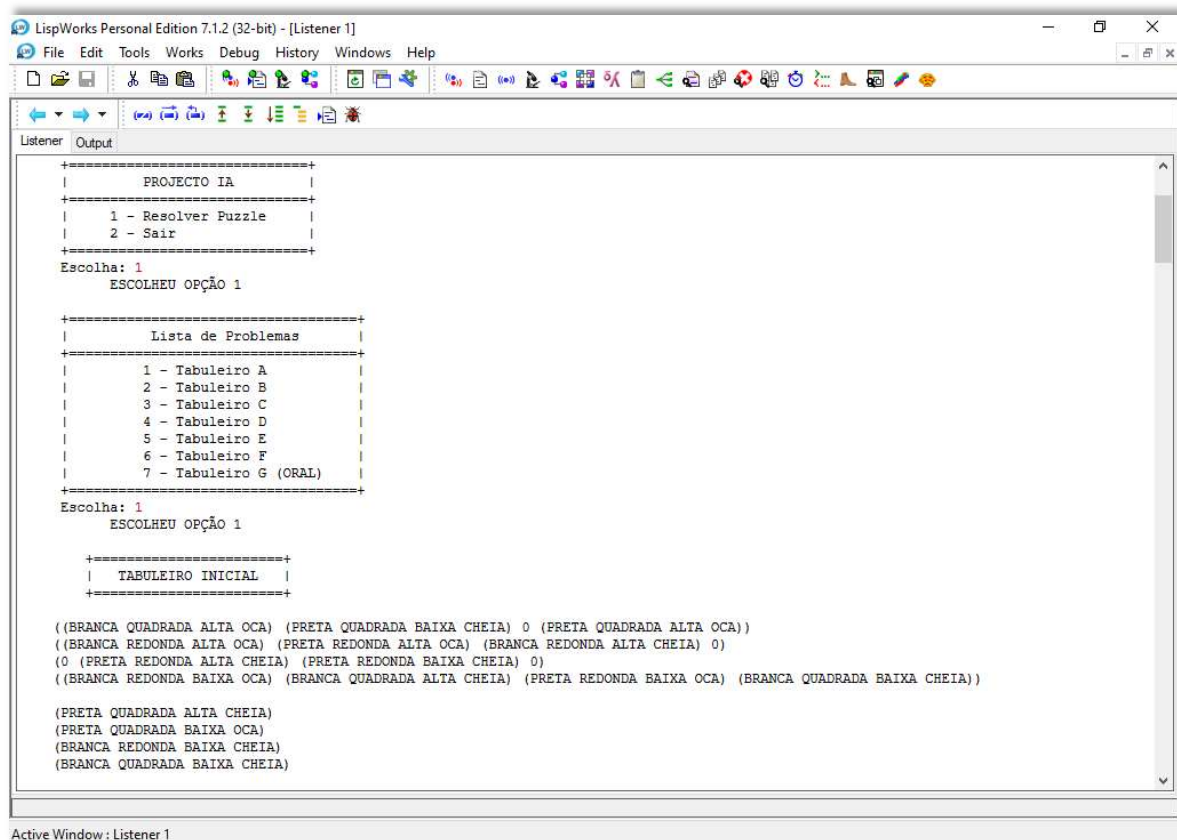 LispWorks Personal Edition 7.1.2 (32-bit) - [Listener 1]
File Edit Tools Works Debug History Windows Help
Listener Output
+=============================+
| PROJECTO IA |
+=============================+
| 1 - Resolver Puzzle |
| 2 - Sair |
+=============================+
Escolha: 1
ESCOLHEU OPÇÃO 1
+===================================+
| Lista de Problemas |
+===================================+
| 1 - Tabuleiro A |
| 2 - Tabuleiro B |
| 3 - Tabuleiro C |
| 4 - Tabuleiro D |
| 5 - Tabuleiro E |
| 6 - Tabuleiro F |
| 7 - Tabuleiro G (ORAL) |
+===================================+
Escolha: 1
ESCOLHEU OPÇÃO 1
+=======================+
| TABULEIRO INICIAL |
+=======================+
((BRANCA QUADRADA ALTA OCA) (PRETA QUADRADA BAIXA CHEIA) 0 (PRETA QUADRADA ALTA OCA))
((BRANCA REDONDA ALTA OCA) (PRETA REDONDA ALTA OCA) (BRANCA REDONDA ALTA CHEIA) 0)
(0 (PRETA REDONDA ALTA CHEIA) (PRETA REDONDA BAIXA CHEIA) 0)
((BRANCA REDONDA BAIXA OCA) (BRANCA QUADRADA ALTA CHEIA) (PRETA REDONDA BAIXA OCA) (BRANCA QUADRADA BAIXA CHEIA))
(PRETA QUADRADA ALTA CHEIA)
(PRETA QUADRADA BAIXA OCA)
(BRANCA REDONDA BAIXA CHEIA)
(BRANCA QUADRADA BAIXA CHEIA)
Active Window : Listener 1